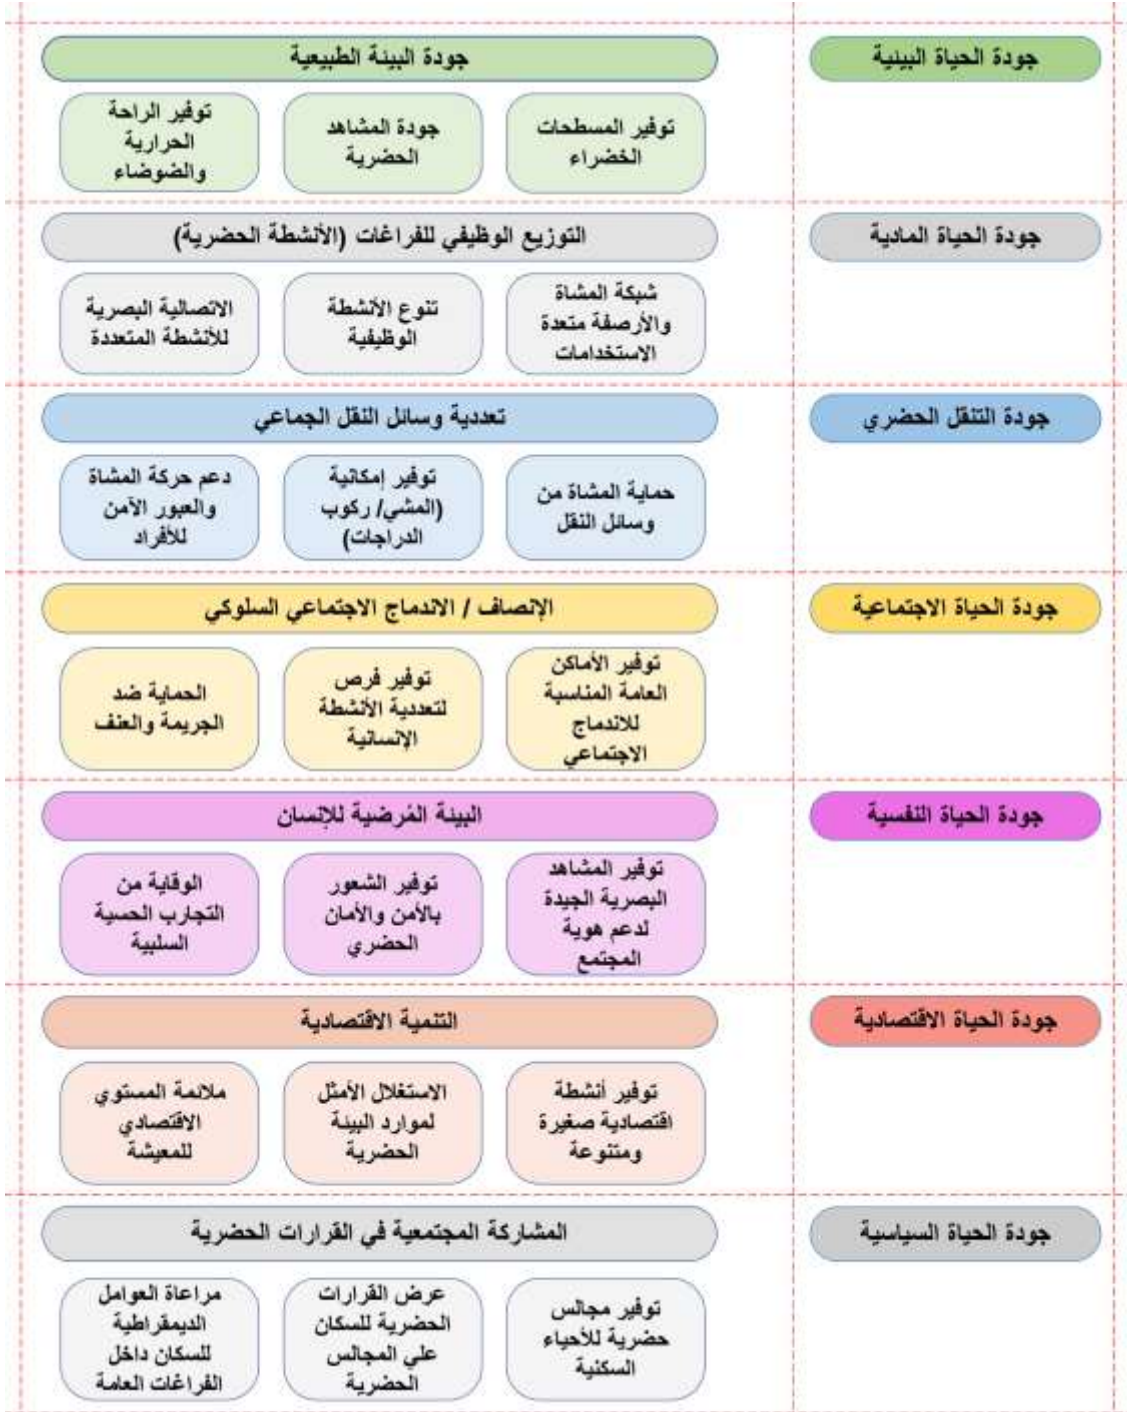 جودة الحياة البيئية
جودة البيئة الطبيعية
توفير المسطحات
الخضراء
جودة المشاهد
الحضرية
توفير الراحة
الحرارية
والضوضاء
جودة الحياة المادية
التوزيع الوظيفي للفراغات (الأنشطة الحضرية)
شبكة المشاة
والأرصفة متعدة
الاستخدامات
تنوع الأنشطة
الوظيفية
الاتصالية البصرية
للأنشطة المتعددة
جودة التنقل الحضري
تعددية وسائل النقل الجماعي
حماية المشاة من
وسائل النقل
توفير إمكانية
(المشي/ ركوب
الدراجات)
دعم حركة المشاة
والعبور الآمن
للأفراد
جودة الحياة الاجتماعية
الإنصاف / الاندماج الاجتماعي السلوكي
توفير الأماكن
العامة المناسبة
للاندماج
الاجتماعي
توفير فرص
لتعددية الأنشطة
الإنسانية
الحماية ضد
الجريمة والعنف
جودة الحياة النفسية
البيئة المُرضية للإنسان
توفير المشاهد
البصرية الجيدة
لدعم هوية
المجتمع
توفير الشعور
بالأمن والأمان
الحضري
الوقاية من
التجارب الحسية
السلبية
جودة الحياة الاقتصادية
التنمية الاقتصادية
توفير أنشطة
اقتصادية صغيرة
ومتنوعة
الاستغلال الأمثل
لموارد البيئة
الحضرية
ملائمة المستوي
الاقتصادي
للمعيشة
جودة الحياة السياسية
المشاركة المجتمعية في القرارات الحضرية
توفير مجالس
حضرية للأحياء
السكنية
عرض القرارات
الحضرية للسكان
علي المجالس
الحضرية
مراعاة العوامل
الديمقراطية
للسكان داخل
الفراغات العامة